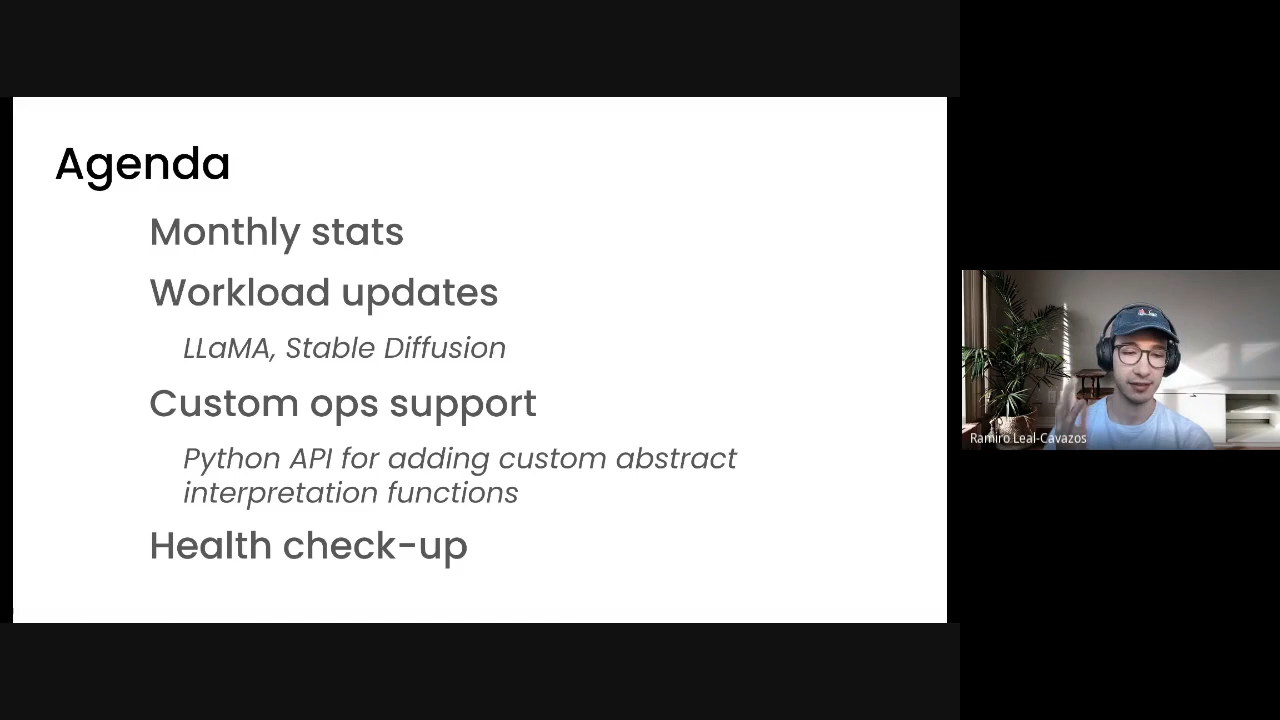 Agenda
Monthly stats
Workload updates
LLaMA, Stable Diffusion
Custom ops support
Python API for adding custom abstract
interpretation functions
Health check-up
Ramiro Leal-Cavazos